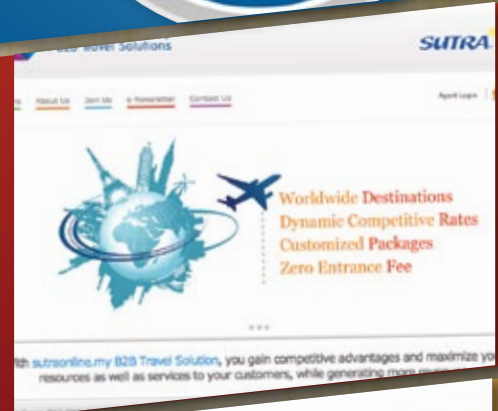 B2B Travel Solutions
SUTRA
About Us Join Us e-Newsletter Contact Us
Agent Login
Worldwide Destinations
Dynamic Competitive Rates
Customized Packages
Zero Entrance Fee
sutraonline.my B2B Travel Solution, you gain competitive advantages and maximize
resources as well as services to your customers, while generating more